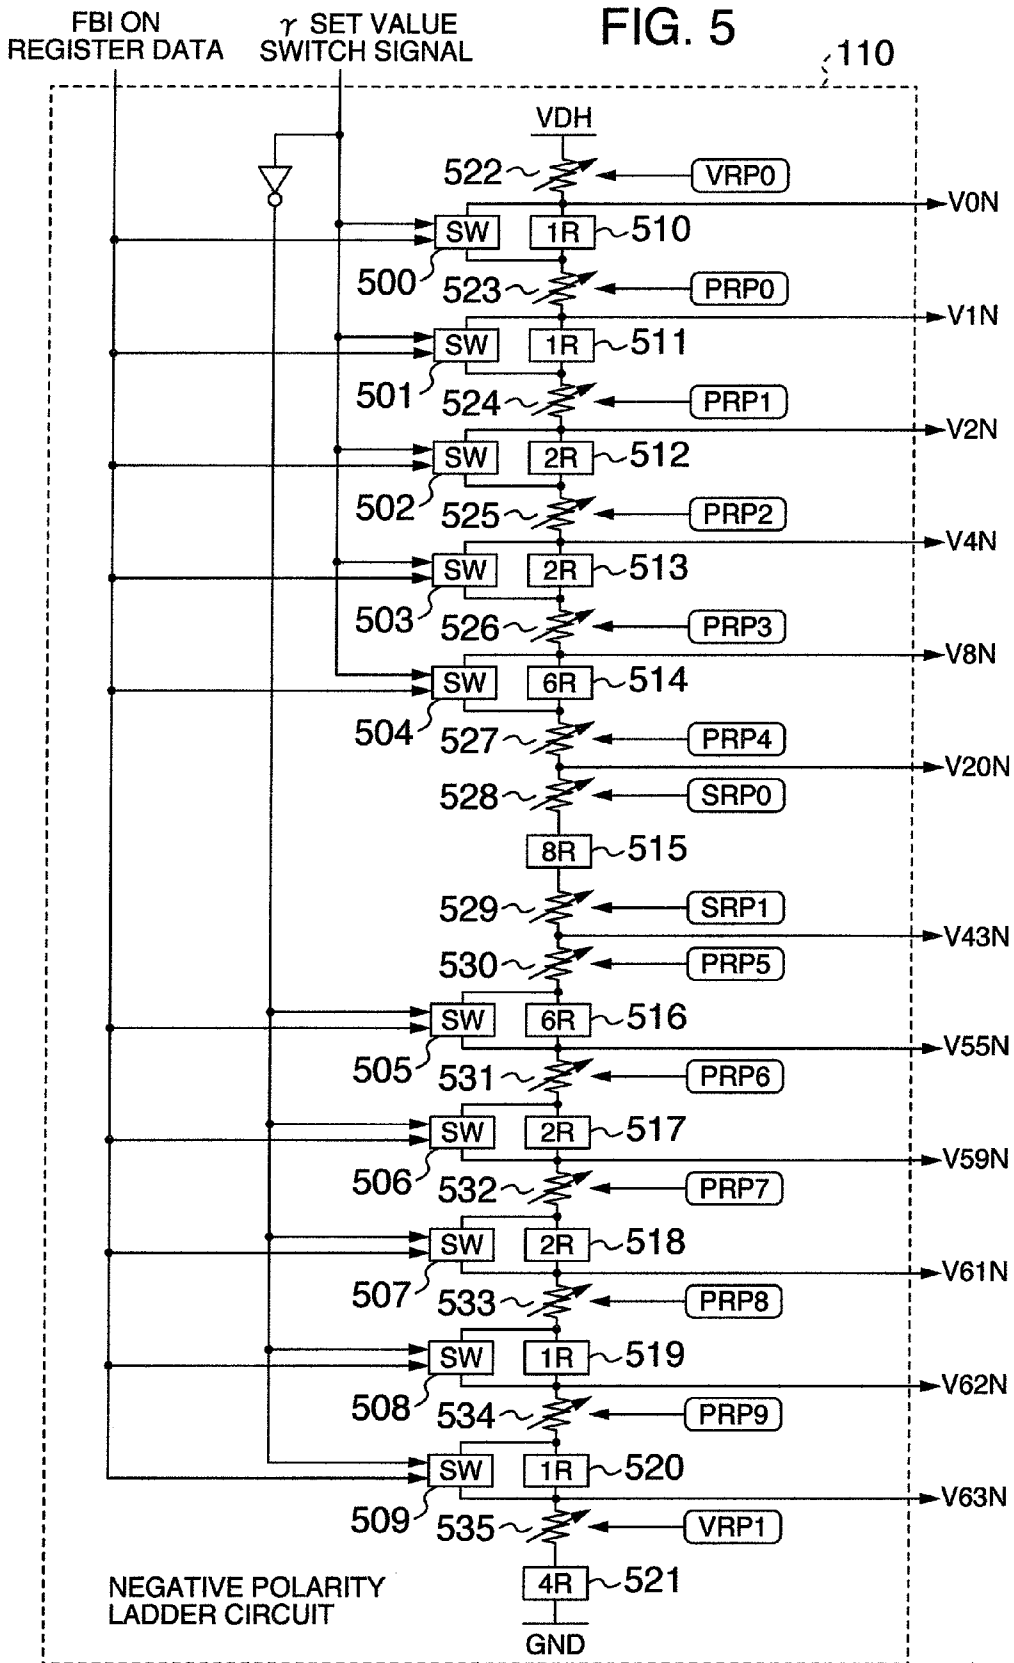 FBI ON
REGISTER DATA
γ SET VALUE
SWITCH SIGNAL
FIG. 5
110
VDH
522
VRP0
V0N
SW
1R
510
500
523
PRP0
V1N
SW
1R
511
501
524
PRP1
V2N
SW
2R
512
502
525
PRP2
V4N
SW
2R
513
503
526
PRP3
V8N
SW
6R
514
504
527
PRP4
V20N
528
SRP0
8R
515
529
SRP1
V43N
530
PRP5
SW
6R
516
V55N
505
531
PRP6
SW
2R
517
V59N
506
532
PRP7
SW
2R
518
V61N
507
533
PRP8
SW
1R
519
V62N
508
534
PRP9
SW
1R
520
V63N
509
535
VRP1
4R
521
NEGATIVE POLARITY
LADDER CIRCUIT
GND